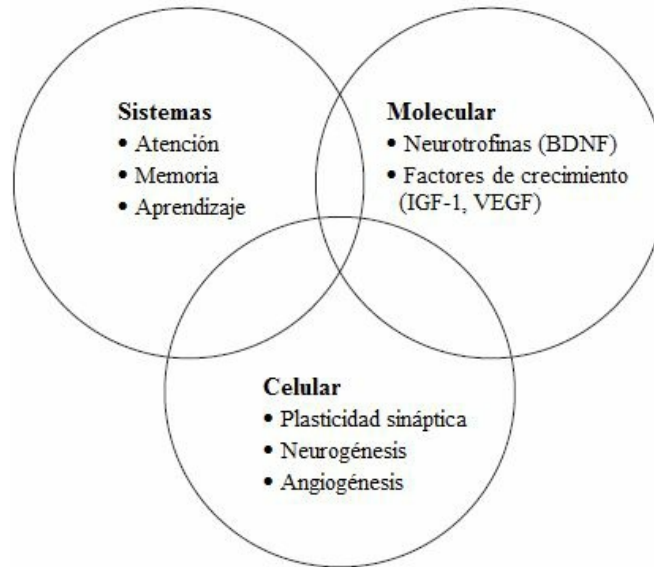 Sistemas
• Atención
• Memoria
• Aprendizaje
Molecular
• Neurotrofinas (BDNF)
• Factores de crecimiento
(IGF-1, VEGF)
Celular
• Plasticidad sináptica
• Neurogénesis
• Angiogénesis